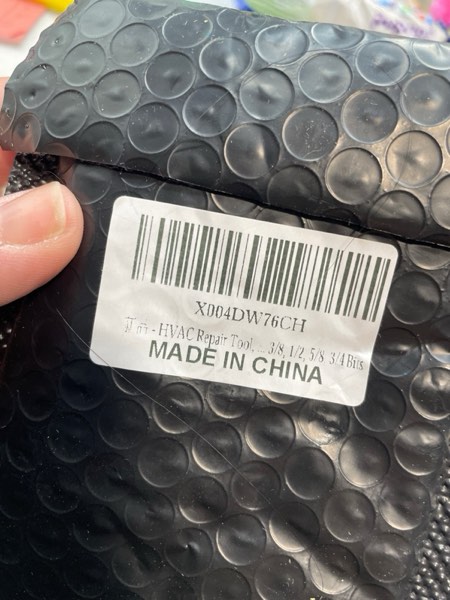 X004DW76CH
- HVAC Repair Tool, ... 3/8, 1/2, 5/8 3/4 Bits
MADE IN CHINA